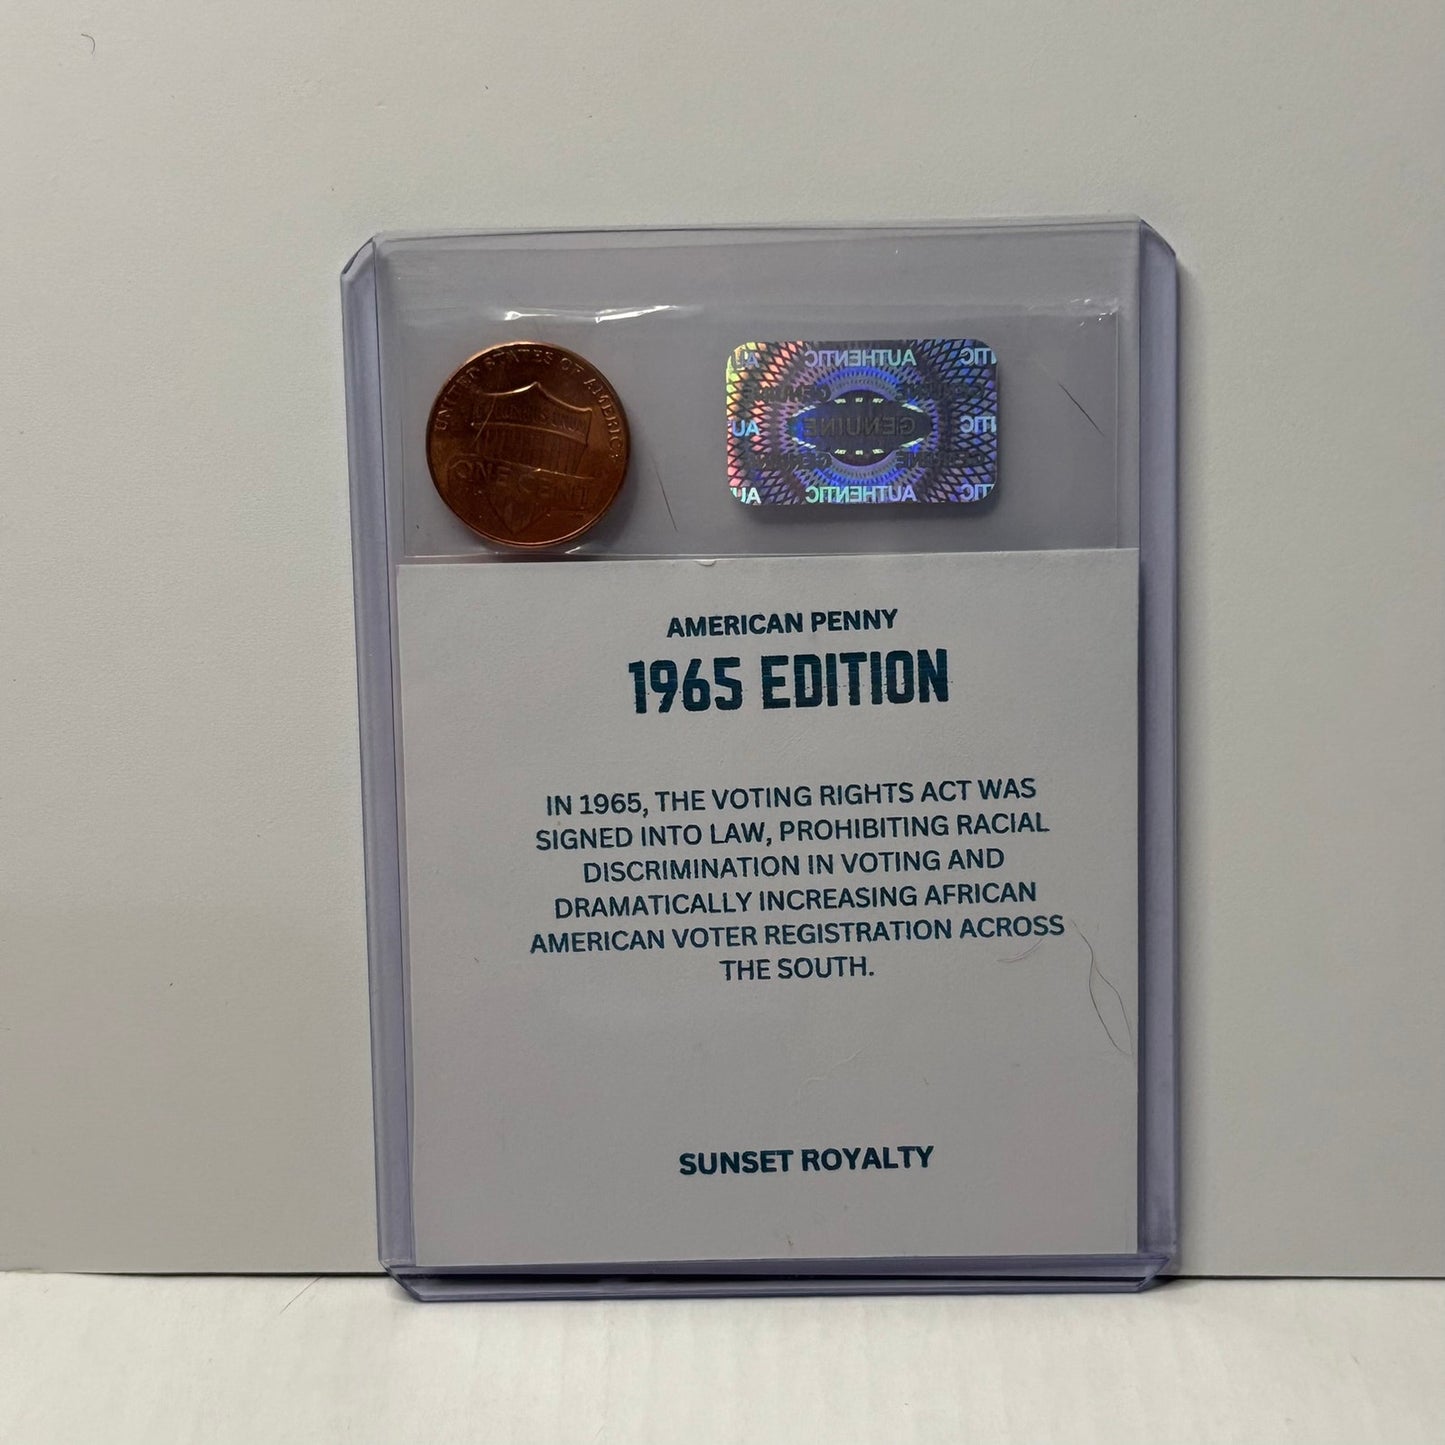 UNITED STATES OF AMERICA
E PLURIBUS UNUM
ONE CENT
AUTHENTIC
GENUINE
AUTHENTIC
AMERICAN PENNY
1965 EDITION
IN 1965, THE VOTING RIGHTS ACT WAS
SIGNED INTO LAW, PROHIBITING RACIAL
DISCRIMINATION IN VOTING AND
DRAMATICALLY INCREASING AFRICAN
AMERICAN VOTER REGISTRATION ACROSS
THE SOUTH.
SUNSET ROYALTY